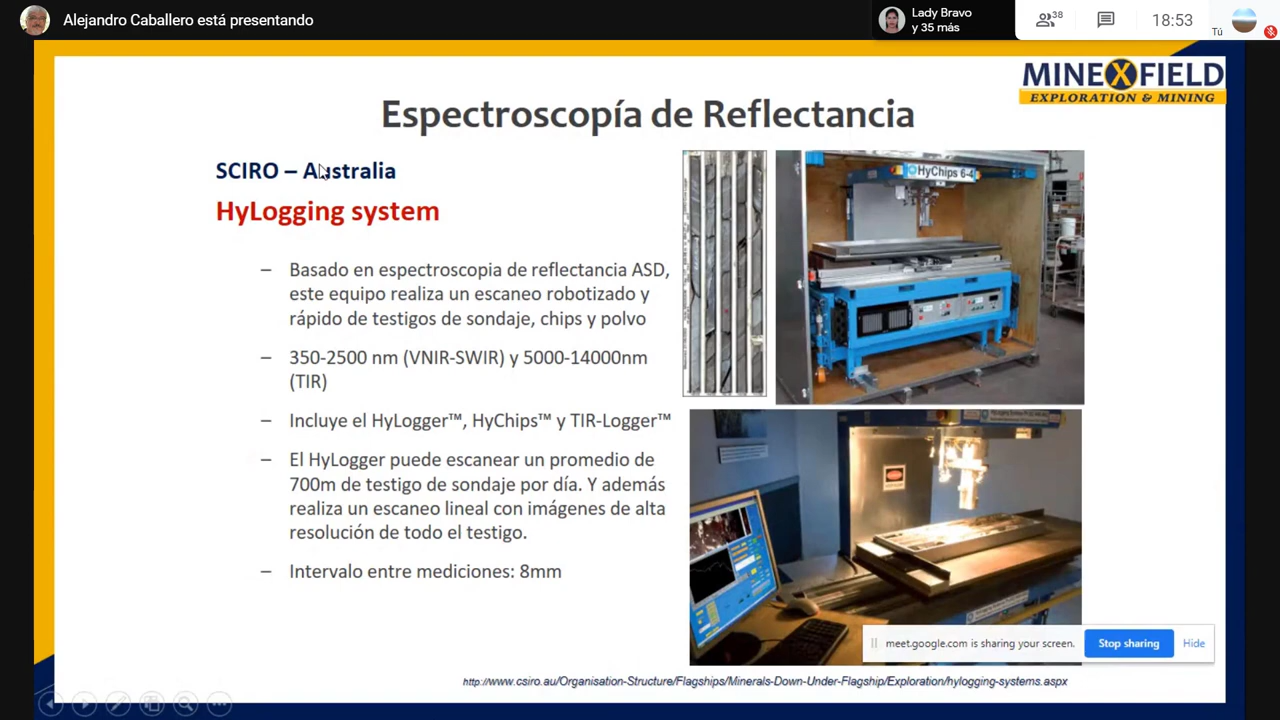 Alejandro Caballero está presentando
Lady Bravo
y 35 más
38
18:53
Tú
MINEXFIELD
EXPLORATION & MINING
Espectroscopía de Reflectancia
SCIRO – Australia
HyLogging system
– Basado en espectroscopia de reflectancia ASD,
este equipo realiza un escaneo robotizado y
rápido de testigos de sondaje, chips y polvo
– 350-2500 nm (VNIR-SWIR) y 5000-14000nm
(TIR)
– Incluye el HyLogger™, HyChips™ y TIR-Logger™
– El HyLogger puede escanear un promedio de
700m de testigo de sondaje por día. Y además
realiza un escaneo lineal con imágenes de alta
resolución de todo el testigo.
– Intervalo entre mediciones: 8mm
HyChips 6-4
meet.google.com is sharing your screen.
Stop sharing
Hide
http://www.csiro.au/Organisation-Structure/Flagships/Minerals-Down-Under-Flagship/Exploration/hylogging-systems.aspx